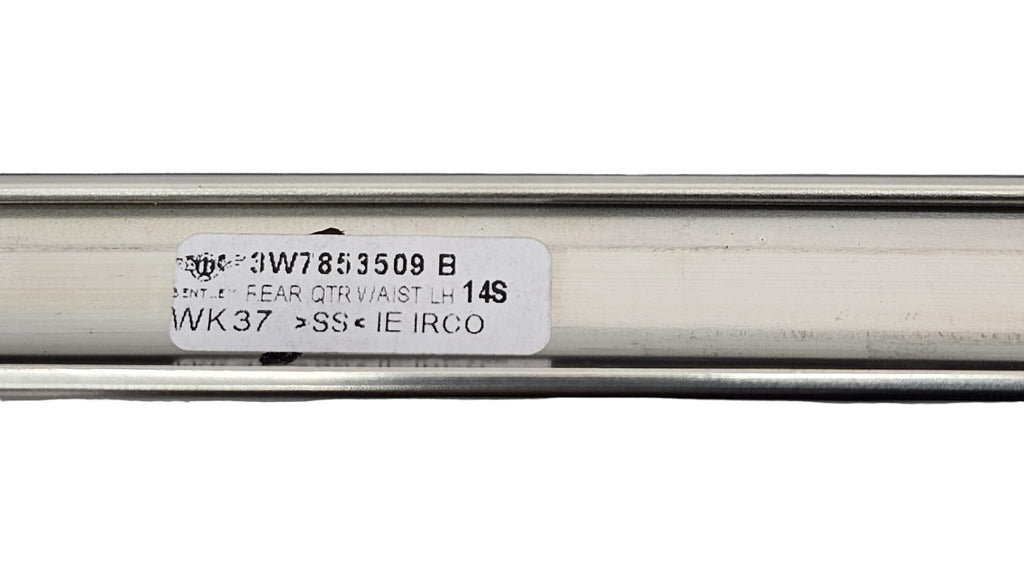 3W7853509 B
BENTLEY REAR QTR WAIST LH 14S
WK37 >SS< IE IRCO